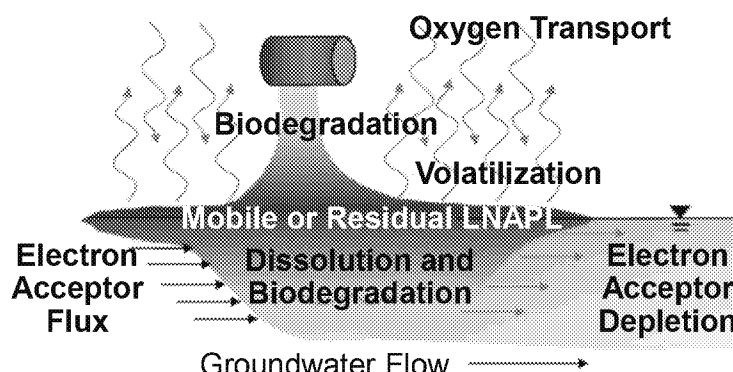 Oxygen Transport
Biodegradation
Volatilization
Mobile or Residual LNAPL
Electron
Acceptor
Flux
Dissolution and
Biodegradation
Electron
Acceptor
Depletion
Groundwater Flow